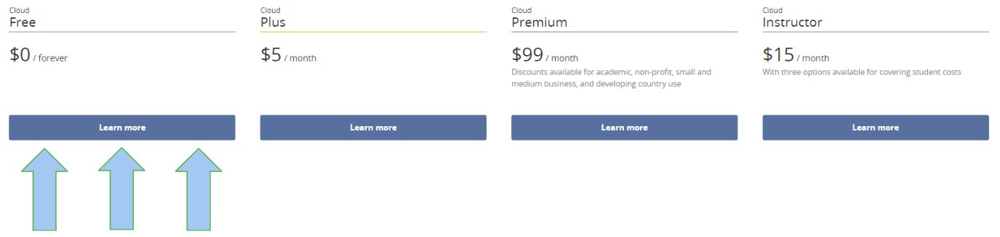 Cloud
Free
$0 / forever
Learn more
Cloud
Plus
$5 / month
Learn more
Cloud
Premium
$99 / month
Discounts available for academic, non-profit, small and
medium business, and developing country use
Learn more
Cloud
Instructor
$15 / month
With three options available for covering student costs
Learn more